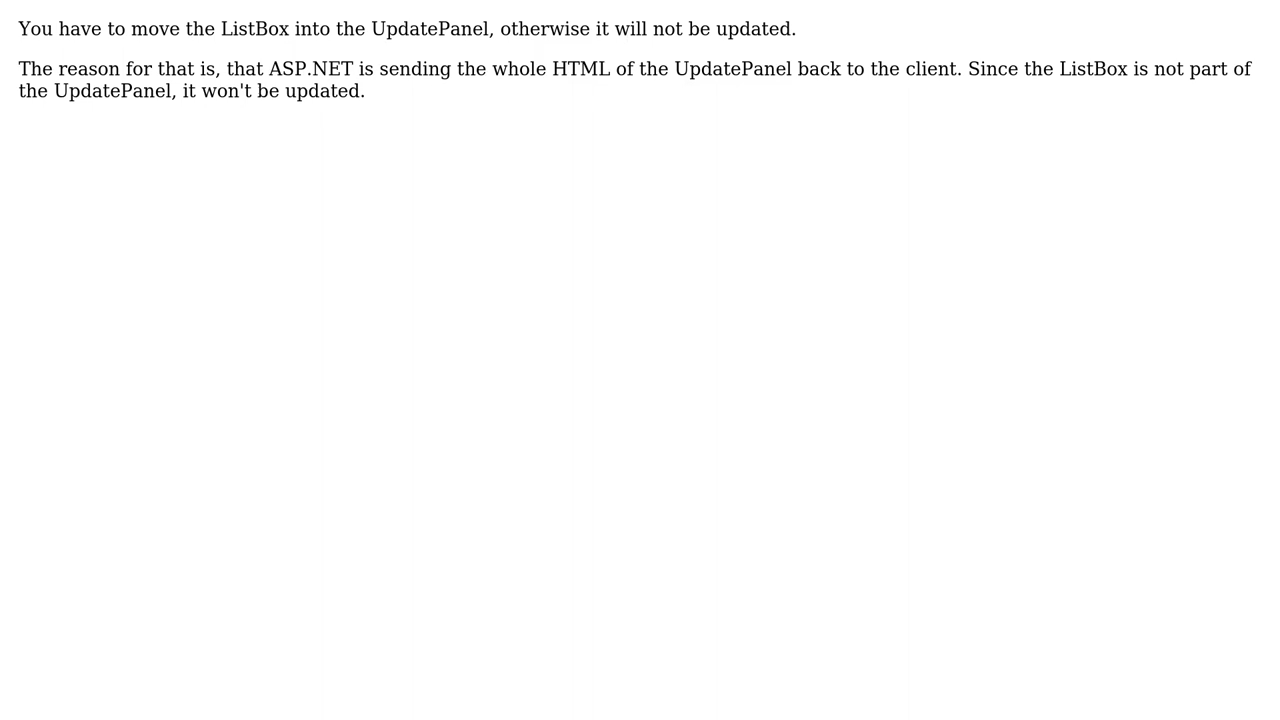 You have to move the ListBox into the UpdatePanel, otherwise it will not be updated.
The reason for that is, that ASP.NET is sending the whole HTML of the UpdatePanel back to the client. Since the ListBox is not part of
the UpdatePanel, it won't be updated.